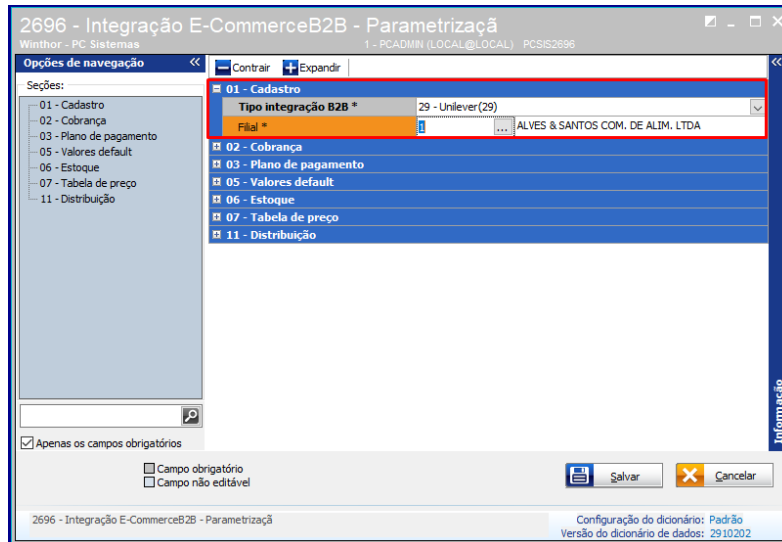 2696 - Integração E-CommerceB2B - Parametrizaçã
Winthor - PC Sistemas
1 - PCADMIN (LOCAL@LOCAL) PCSIS2696
Opções de navegação
Seções:
01 - Cadastro
02 - Cobrança
03 - Plano de pagamento
05 - Valores default
06 - Estoque
07 - Tabela de preço
11 - Distribuição
Apenas os campos obrigatórios
Contrair Expandir
01 - Cadastro
Tipo integração B2B * 29 - Unilever(29)
Filial * 1 ... ALVES & SANTOS COM. DE ALIM. LTDA
02 - Cobrança
03 - Plano de pagamento
05 - Valores default
06 - Estoque
07 - Tabela de preço
11 - Distribuição
Informação
Campo obrigatório
Campo não editável
Salvar Cancelar
2696 - Integração E-CommerceB2B - Parametrizaçã
Configuração do dicionário: Padrão
Versão do dicionário de dados: 2910202